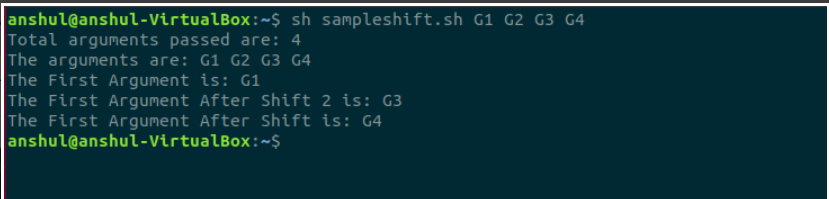 anshul@anshul-VirtualBox:~$ sh sampleshift.sh G1 G2 G3 G4
Total arguments passed are: 4
The arguments are: G1 G2 G3 G4
The First Argument is: G1
The First Argument After Shift 2 is: G3
The First Argument After Shift is: G4
anshul@anshul-VirtualBox:~$